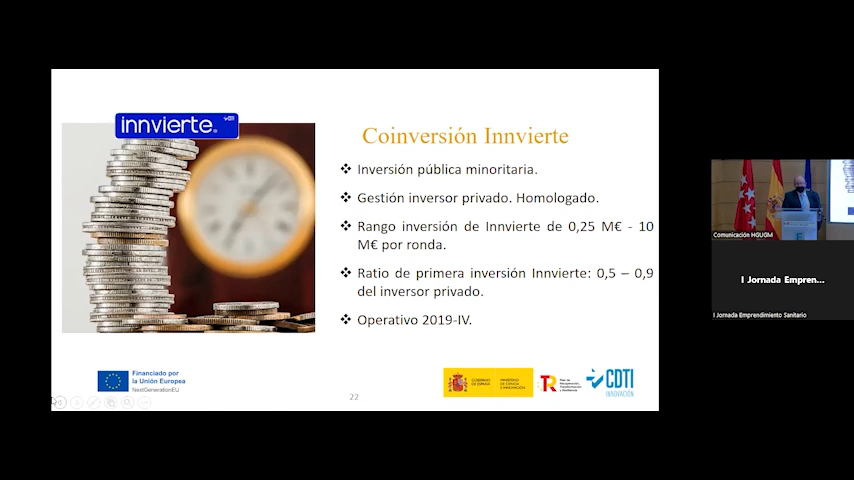 innvierte
CDTI
Coinversión Innvierte
❖ Inversión pública minoritaria.
❖ Gestión inversor privado. Homologado.
❖ Rango inversión de Innvierte de 0,25 M€ - 10
M€ por ronda.
❖ Ratio de primera inversión Innvierte: 0,5 – 0,9
del inversor privado.
❖ Operativo 2019-IV.
Financiado por
la Unión Europea
NextGenerationEU
22
GOBIERNO
DE ESPAÑA
MINISTERIO
DE CIENCIA
E INNOVACIÓN
TR
Plan de
Recuperación,
Transformación
y Resiliencia
CDTI
INNOVACIÓN
Comunicación HGUGM
I Jornada Empren...
I Jornada Emprendimiento Sanitario